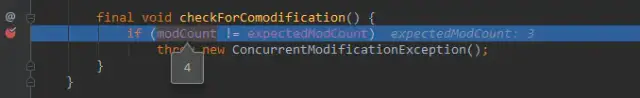 @ final void checkForComodification() {
if (modCount != expectedModCount) expectedModCount: 3
throw new ConcurrentModificationException();
4
}
}